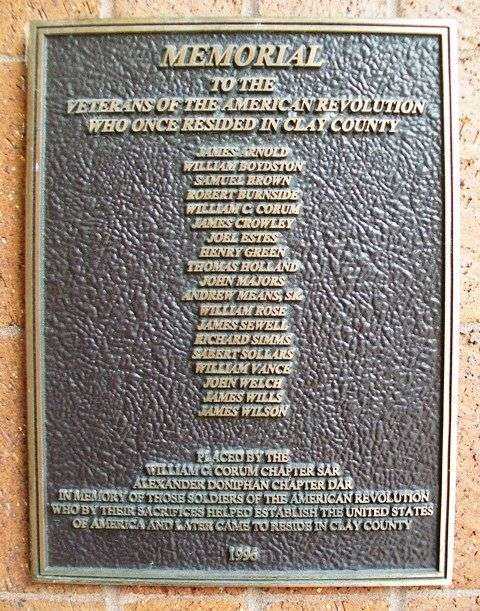 MEMORIAL
TO THE
VETERANS OF THE AMERICAN REVOLUTION
WHO ONCE RESIDED IN CLAY COUNTY
JAMES ARNOLD
WILLIAM BOYDSTON
SAMUEL BROWN
ROBERT BURNSIDE
WILLIAM C. CORUM
JAMES CROWLEY
JOEL ESTES
HENRY GREEN
THOMAS HOLLAND
JOHN MAJORS
ANDREW MEANS, SR.
WILLIAM ROSE
JAMES SEWELL
RICHARD SIMMS
SABERT SOLLARS
WILLIAM VANCE
JOHN WELCH
JAMES WILLS
JAMES WILSON
PLACED BY THE
WILLIAM C. CORUM CHAPTER SAR
ALEXANDER DONIPHAN CHAPTER DAR
IN MEMORY OF THOSE SOLDIERS OF THE AMERICAN REVOLUTION
WHO BY THEIR SACRIFICES HELPED ESTABLISH THE UNITED STATES
OF AMERICA AND LATER CAME TO RESIDE IN CLAY COUNTY